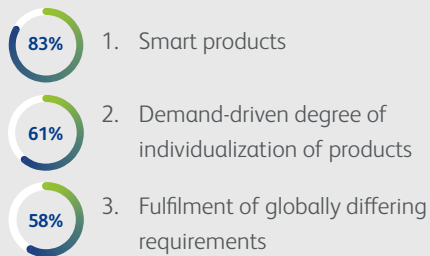 83% 1. Smart products
61% 2. Demand-driven degree of
individualization of products
58% 3. Fulfilment of globally differing
requirements